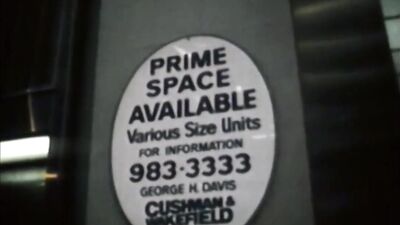 PRIME
SPACE
AVAILABLE
Various Size Units
FOR INFORMATION
983-3333
GEORGE H. DAVIS
CUSHMAN &
WAKEFIELD